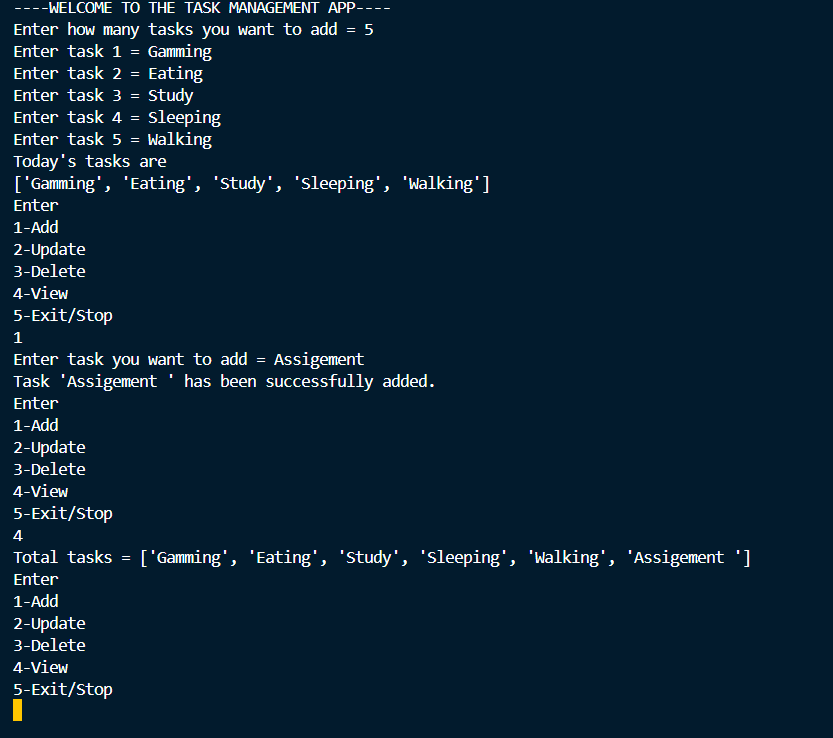 ----WELCOME TO THE TASK MANAGEMENT APP----
Enter how many tasks you want to add = 5
Enter task 1 = Gamming
Enter task 2 = Eating
Enter task 3 = Study
Enter task 4 = Sleeping
Enter task 5 = Walking
Today's tasks are
['Gamming', 'Eating', 'Study', 'Sleeping', 'Walking']
Enter
1-Add
2-Update
3-Delete
4-View
5-Exit/Stop
1
Enter task you want to add = Assigement
Task 'Assigement ' has been successfully added.
Enter
1-Add
2-Update
3-Delete
4-View
5-Exit/Stop
4
Total tasks = ['Gamming', 'Eating', 'Study', 'Sleeping', 'Walking', 'Assigement ']
Enter
1-Add
2-Update
3-Delete
4-View
5-Exit/Stop